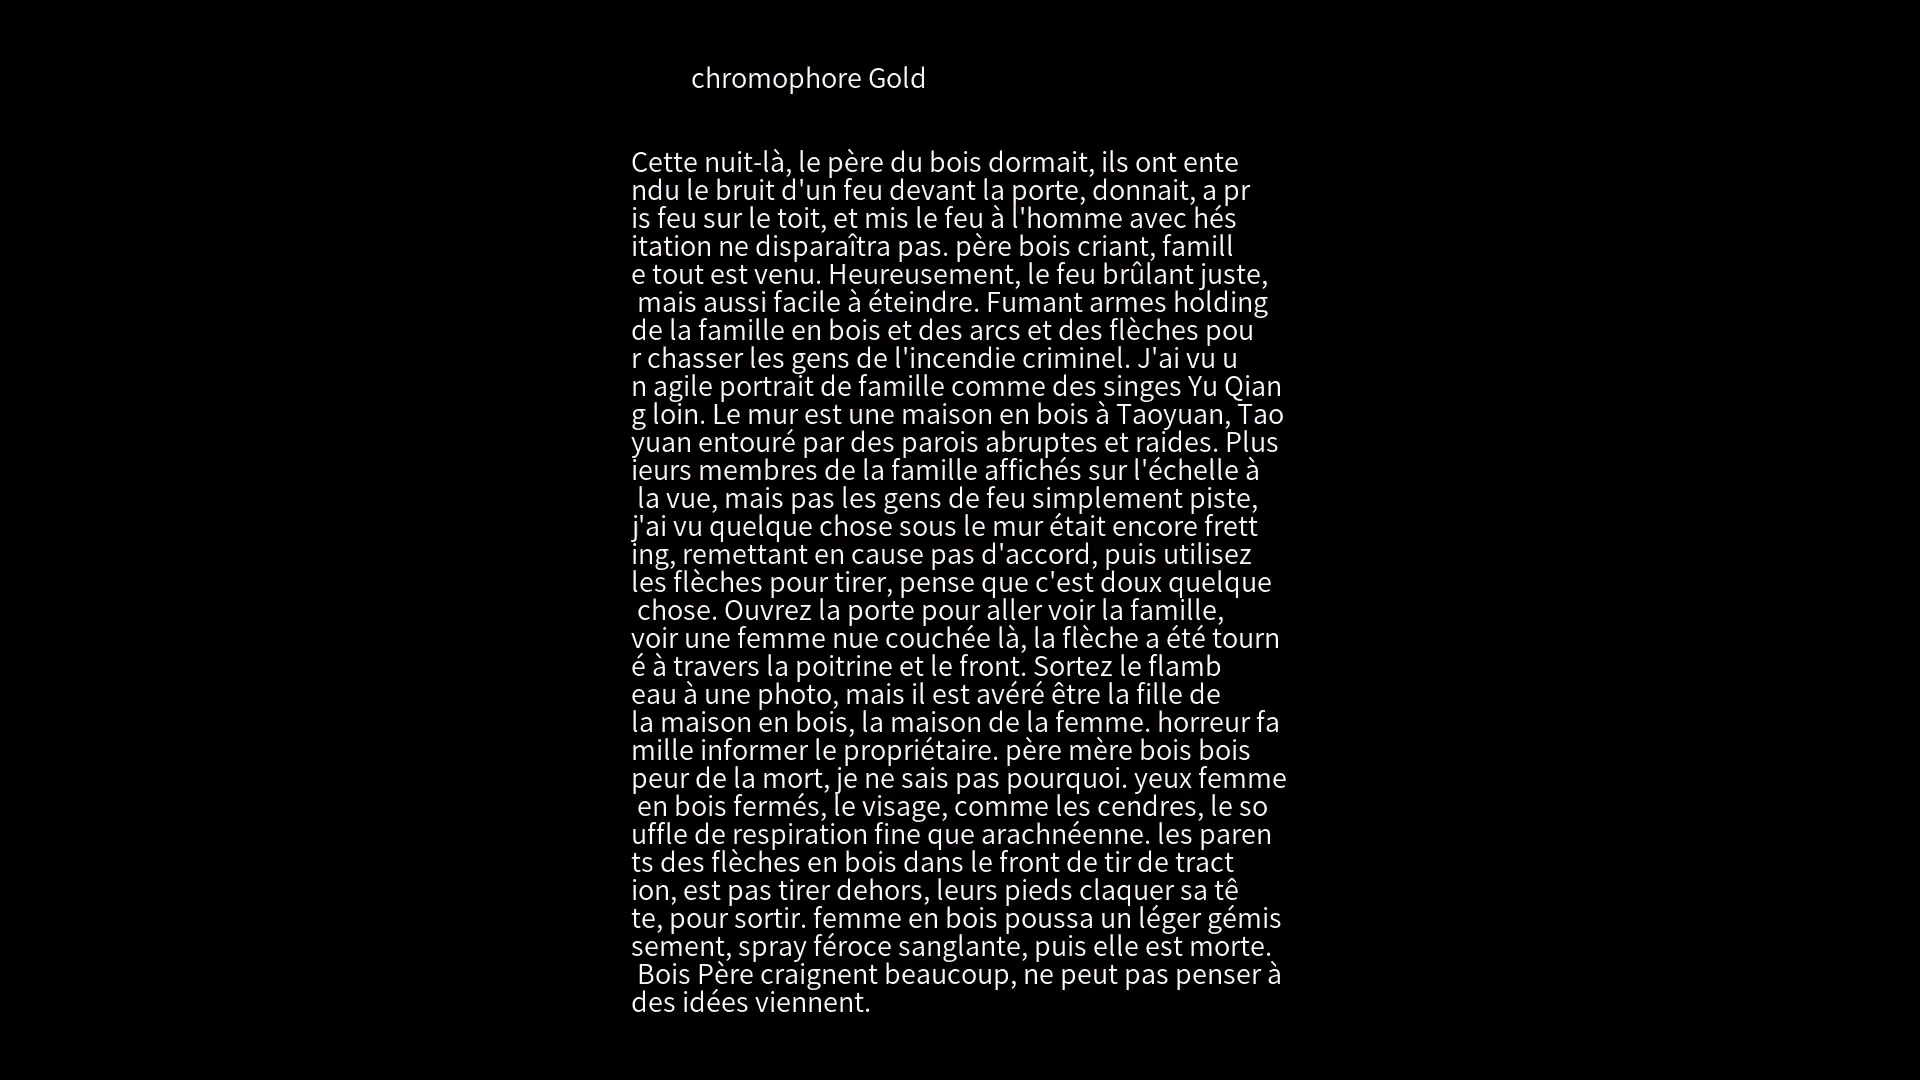 chromophore Gold
Cette nuit-là, le père du bois dormait, ils ont ente
ndu le bruit d'un feu devant la porte, donnait, a pr
is feu sur le toit, et mis le feu à l'homme avec hés
itation ne disparaîtra pas. père bois criant, famill
e tout est venu. Heureusement, le feu brûlant juste,
 mais aussi facile à éteindre. Fumant armes holding
de la famille en bois et des arcs et des flèches pou
r chasser les gens de l'incendie criminel. J'ai vu u
n agile portrait de famille comme des singes Yu Qian
g loin. Le mur est une maison en bois à Taoyuan, Tao
yuan entouré par des parois abruptes et raides. Plus
ieurs membres de la famille affichés sur l'échelle à
 la vue, mais pas les gens de feu simplement piste,
j'ai vu quelque chose sous le mur était encore frett
ing, remettant en cause pas d'accord, puis utilisez
les flèches pour tirer, pense que c'est doux quelque
 chose. Ouvrez la porte pour aller voir la famille,
voir une femme nue couchée là, la flèche a été tourn
é à travers la poitrine et le front. Sortez le flamb
eau à une photo, mais il est avéré être la fille de
la maison en bois, la maison de la femme. horreur fa
mille informer le propriétaire. père mère bois bois
peur de la mort, je ne sais pas pourquoi. yeux femme
 en bois fermés, le visage, comme les cendres, le so
uffle de respiration fine que arachnéenne. les paren
ts des flèches en bois dans le front de tir de tract
ion, est pas tirer dehors, leurs pieds claquer sa tê
te, pour sortir. femme en bois poussa un léger gémis
sement, spray féroce sanglante, puis elle est morte.
 Bois Père craignent beaucoup, ne peut pas penser à
des idées viennent.